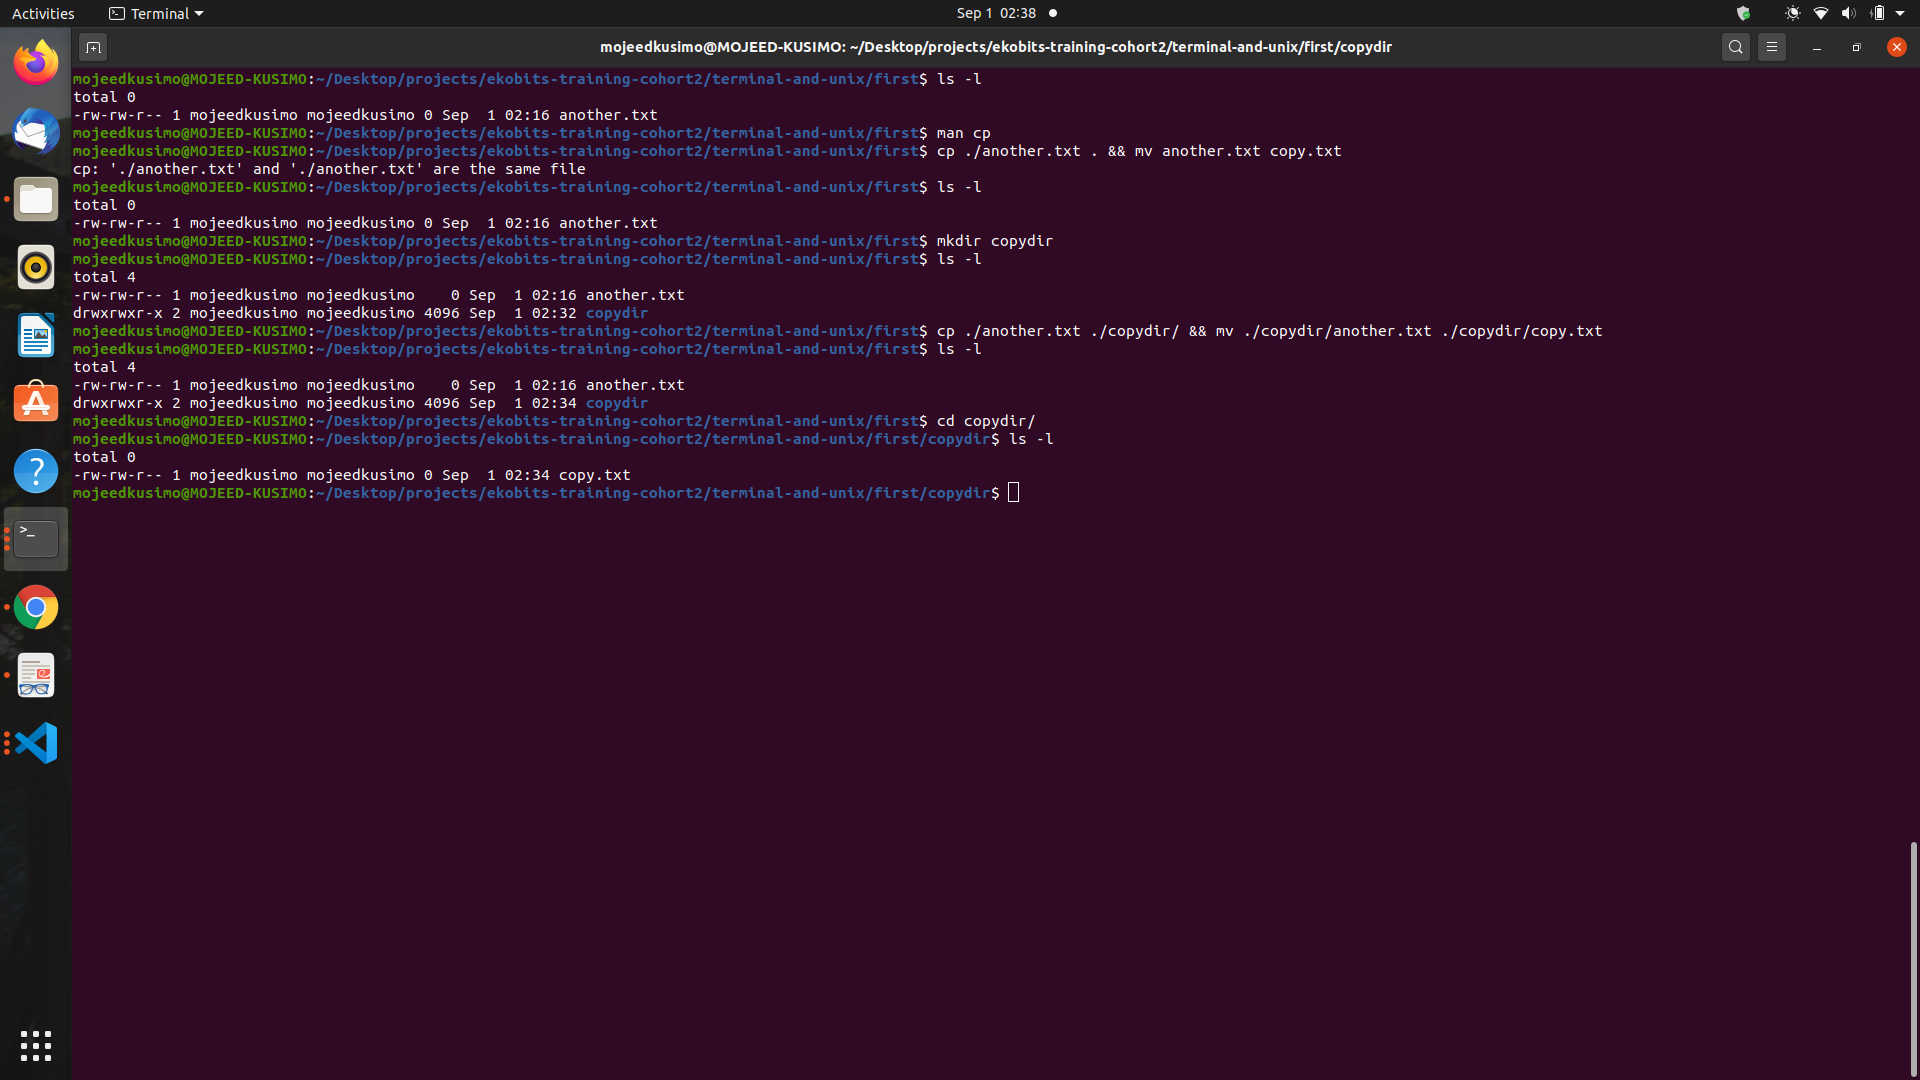 Activities
Terminal
Sep 1 02:38
mojeedkusimo@MOJEED-KUSIMO: ~/Desktop/projects/ekobits-training-cohort2/terminal-and-unix/first/copydir
mojeedkusimo@MOJEED-KUSIMO:~/Desktop/projects/ekobits-training-cohort2/terminal-and-unix/first$ ls -l
total 0
-rw-rw-r-- 1 mojeedkusimo mojeedkusimo 0 Sep  1 02:16 another.txt
mojeedkusimo@MOJEED-KUSIMO:~/Desktop/projects/ekobits-training-cohort2/terminal-and-unix/first$ man cp
mojeedkusimo@MOJEED-KUSIMO:~/Desktop/projects/ekobits-training-cohort2/terminal-and-unix/first$ cp ./another.txt . && mv another.txt copy.txt
cp: './another.txt' and './another.txt' are the same file
mojeedkusimo@MOJEED-KUSIMO:~/Desktop/projects/ekobits-training-cohort2/terminal-and-unix/first$ ls -l
total 0
-rw-rw-r-- 1 mojeedkusimo mojeedkusimo 0 Sep  1 02:16 another.txt
mojeedkusimo@MOJEED-KUSIMO:~/Desktop/projects/ekobits-training-cohort2/terminal-and-unix/first$ mkdir copydir
mojeedkusimo@MOJEED-KUSIMO:~/Desktop/projects/ekobits-training-cohort2/terminal-and-unix/first$ ls -l
total 4
-rw-rw-r-- 1 mojeedkusimo mojeedkusimo    0 Sep  1 02:16 another.txt
drwxrwxr-x 2 mojeedkusimo mojeedkusimo 4096 Sep  1 02:32 copydir
mojeedkusimo@MOJEED-KUSIMO:~/Desktop/projects/ekobits-training-cohort2/terminal-and-unix/first$ cp ./another.txt ./copydir/ && mv ./copydir/another.txt ./copydir/copy.txt
mojeedkusimo@MOJEED-KUSIMO:~/Desktop/projects/ekobits-training-cohort2/terminal-and-unix/first$ ls -l
total 4
-rw-rw-r-- 1 mojeedkusimo mojeedkusimo    0 Sep  1 02:16 another.txt
drwxrwxr-x 2 mojeedkusimo mojeedkusimo 4096 Sep  1 02:34 copydir
mojeedkusimo@MOJEED-KUSIMO:~/Desktop/projects/ekobits-training-cohort2/terminal-and-unix/first$ cd copydir/
mojeedkusimo@MOJEED-KUSIMO:~/Desktop/projects/ekobits-training-cohort2/terminal-and-unix/first/copydir$ ls -l
total 0
-rw-rw-r-- 1 mojeedkusimo mojeedkusimo 0 Sep  1 02:34 copy.txt
mojeedkusimo@MOJEED-KUSIMO:~/Desktop/projects/ekobits-training-cohort2/terminal-and-unix/first/copydir$